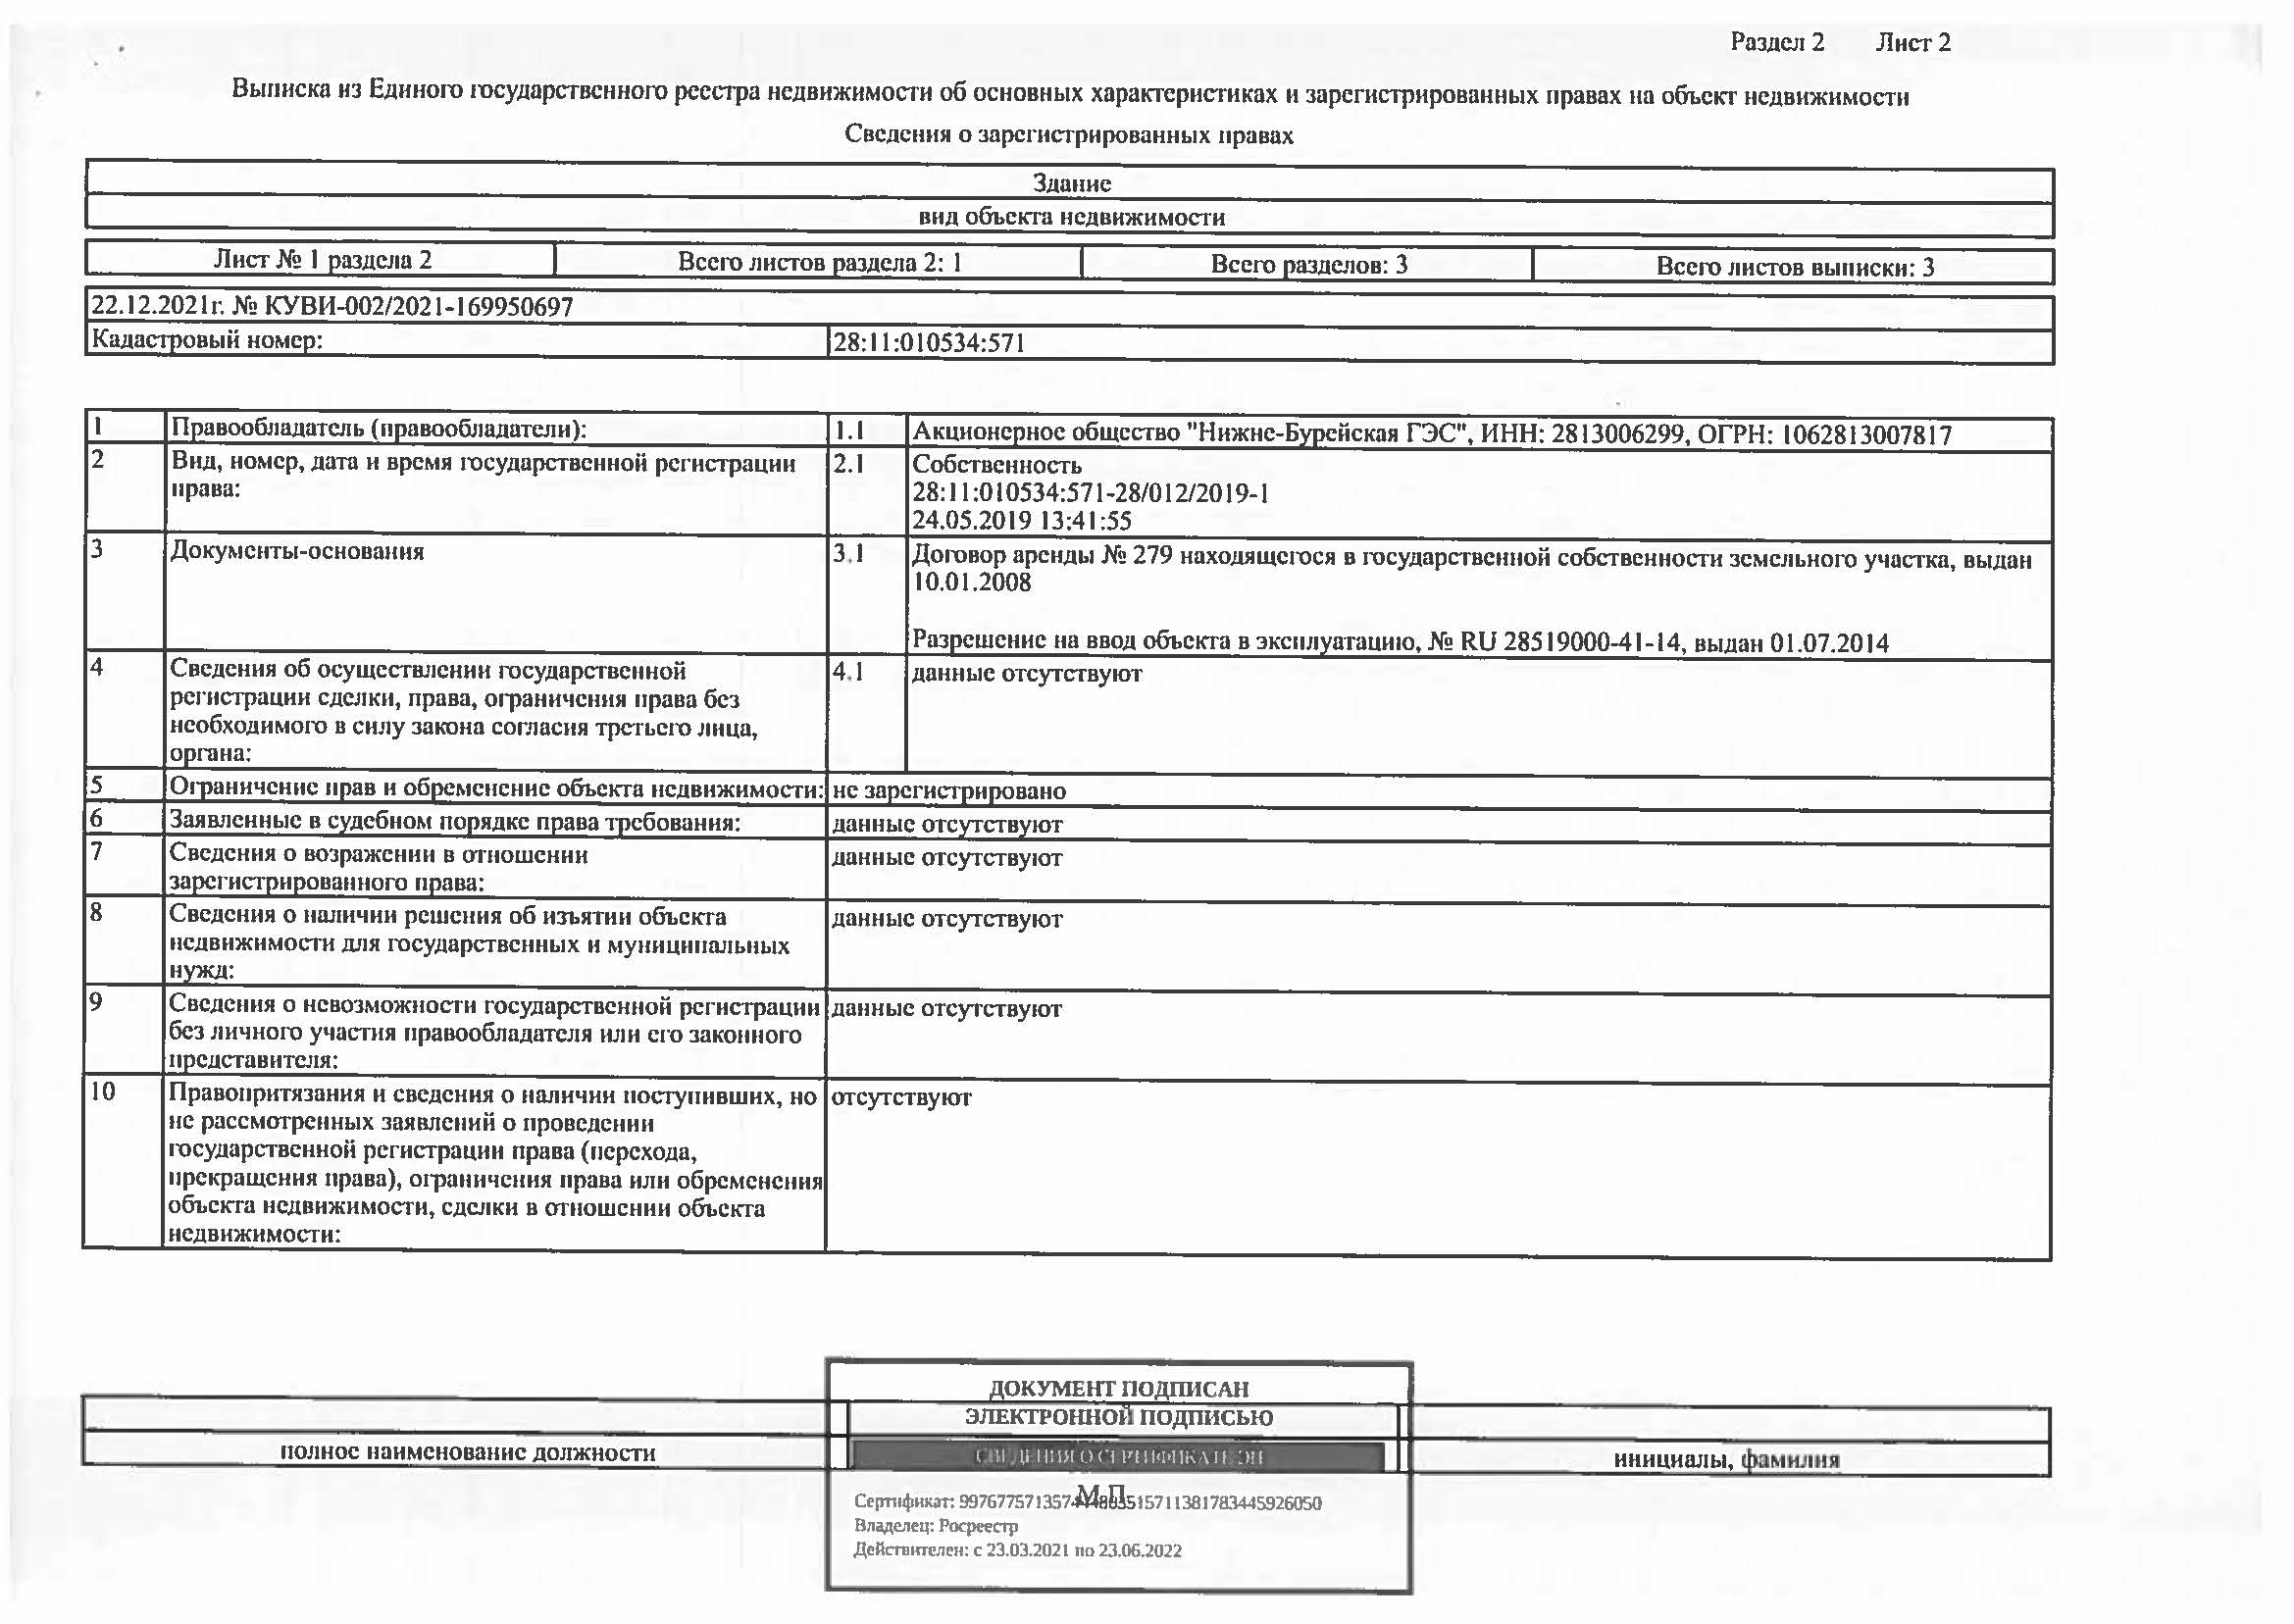 Раздел 2 Лист 2
Выписка из Единого государственного реестра недвижимости об основных характеристиках и зарегистрированных правах на объект недвижимости
Сведения о зарегистрированных правах
Здание
вид объекта недвижимости
Лист № 1 раздела 2 Всего листов раздела 2: 1 Всего разделов: 3 Всего листов выписки: 3
22.12.2021г. № КУВИ-002/2021-169950697
Кадастровый номер: 28:11:010534:571
1 Правообладатель (правообладатели): 1.1 Акционерное общество "Нижне-Бурейская ГЭС", ИНН: 2813006299, ОГРН: 1062813007817
2 Вид, номер, дата и время государственной регистрации
права:
2.1 Собственность
28:11:010534:571-28/012/2019-1
24.05.2019 13:41:55
3 Документы-основания 3.1 Договор аренды № 279 находящегося в государственной собственности земельного участка, выдан
10.01.2008
Разрешение на ввод объекта в эксплуатацию, № RU 28519000-41-14, выдан 01.07.2014
4 Сведения об осуществлении государственной
регистрации сделки, права, ограничения права без
необходимого в силу закона согласия третьего лица,
органа:
4.1 данные отсутствуют
5 Ограничение прав и обременение объекта недвижимости: не зарегистрировано
6 Заявленные в судебном порядке права требования: данные отсутствуют
7 Сведения о возражении в отношении
зарегистрированного права:
данные отсутствуют
8 Сведения о наличии решения об изъятии объекта
недвижимости для государственных и муниципальных
нужд:
данные отсутствуют
9 Сведения о невозможности государственной регистрации
без личного участия правообладателя или его законного
представителя:
данные отсутствуют
10 Правопритязания и сведения о наличии поступивших, но
не рассмотренных заявлений о проведении
государственной регистрации права (перехода,
прекращения права), ограничения права или обременения
объекта недвижимости, сделки в отношении объекта
недвижимости:
отсутствуют
ДОКУМЕНТ ПОДПИСАН
ЭЛЕКТРОННОЙ ПОДПИСЬЮ
полное наименование должности
СВЕДЕНИЯ О СЕРТИФИКАТЕ ЭП
инициалы, фамилия
М.П.
Сертификат:
Владелец: Росреестр
Действителен: с 23.03.2021 по 23.06.2022